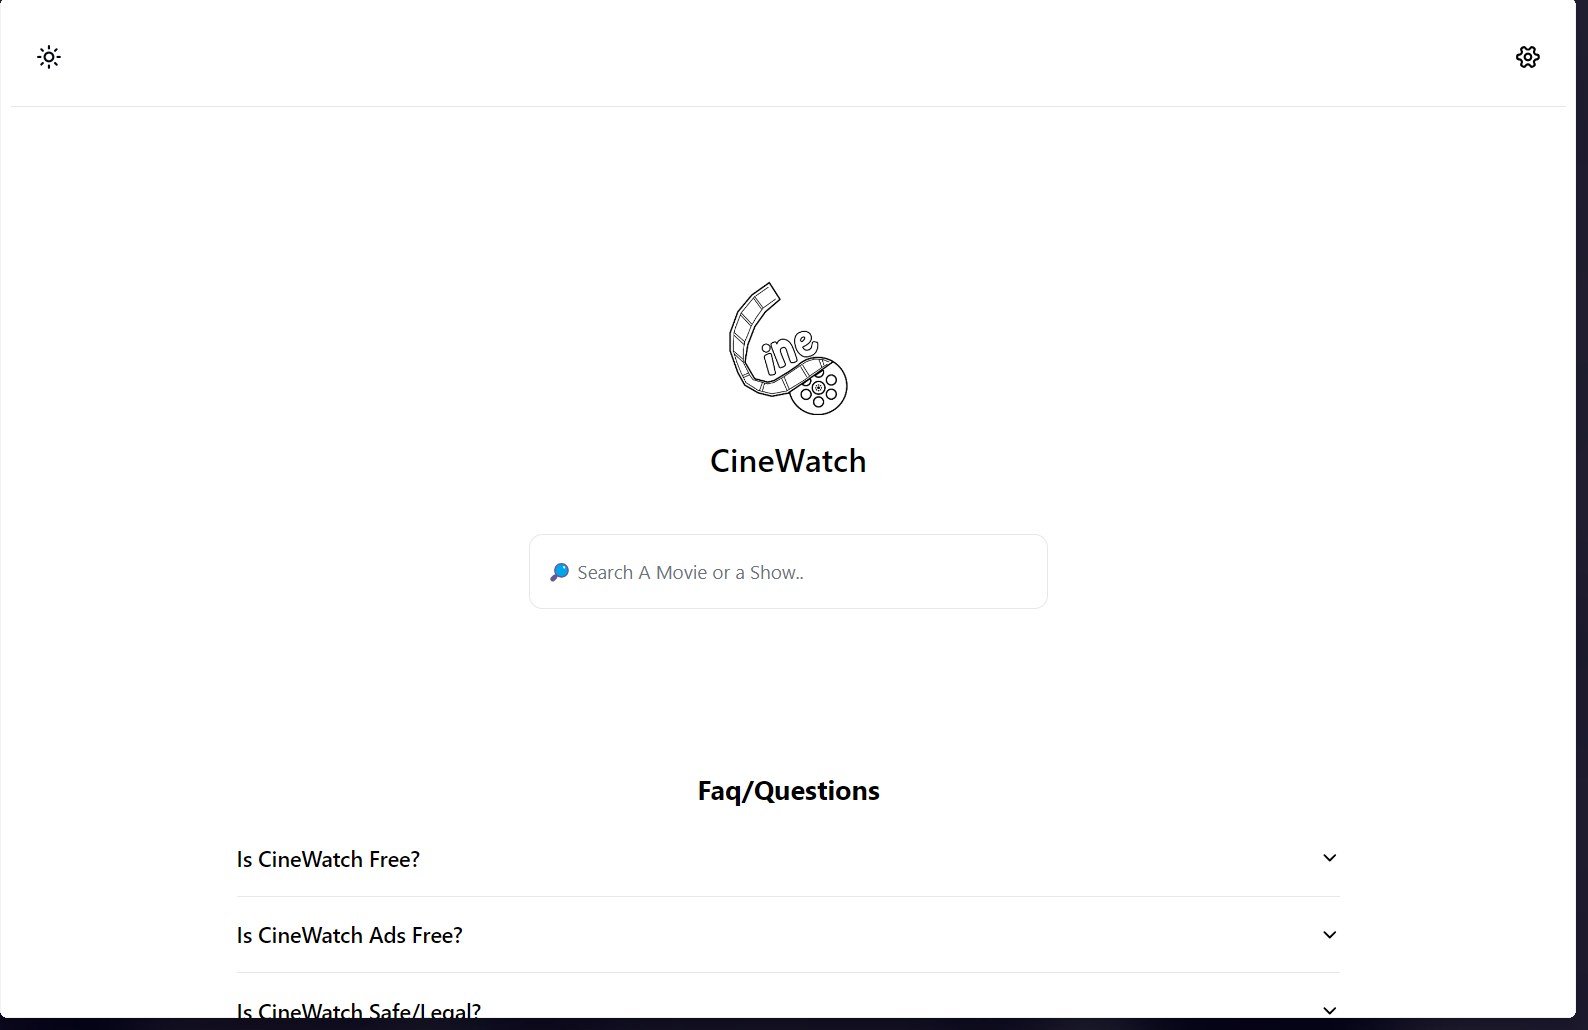 ine
CineWatch
🔎 Search A Movie or a Show..
Faq/Questions
Is CineWatch Free?
Is CineWatch Ads Free?
Is CineWatch Safe/Legal?